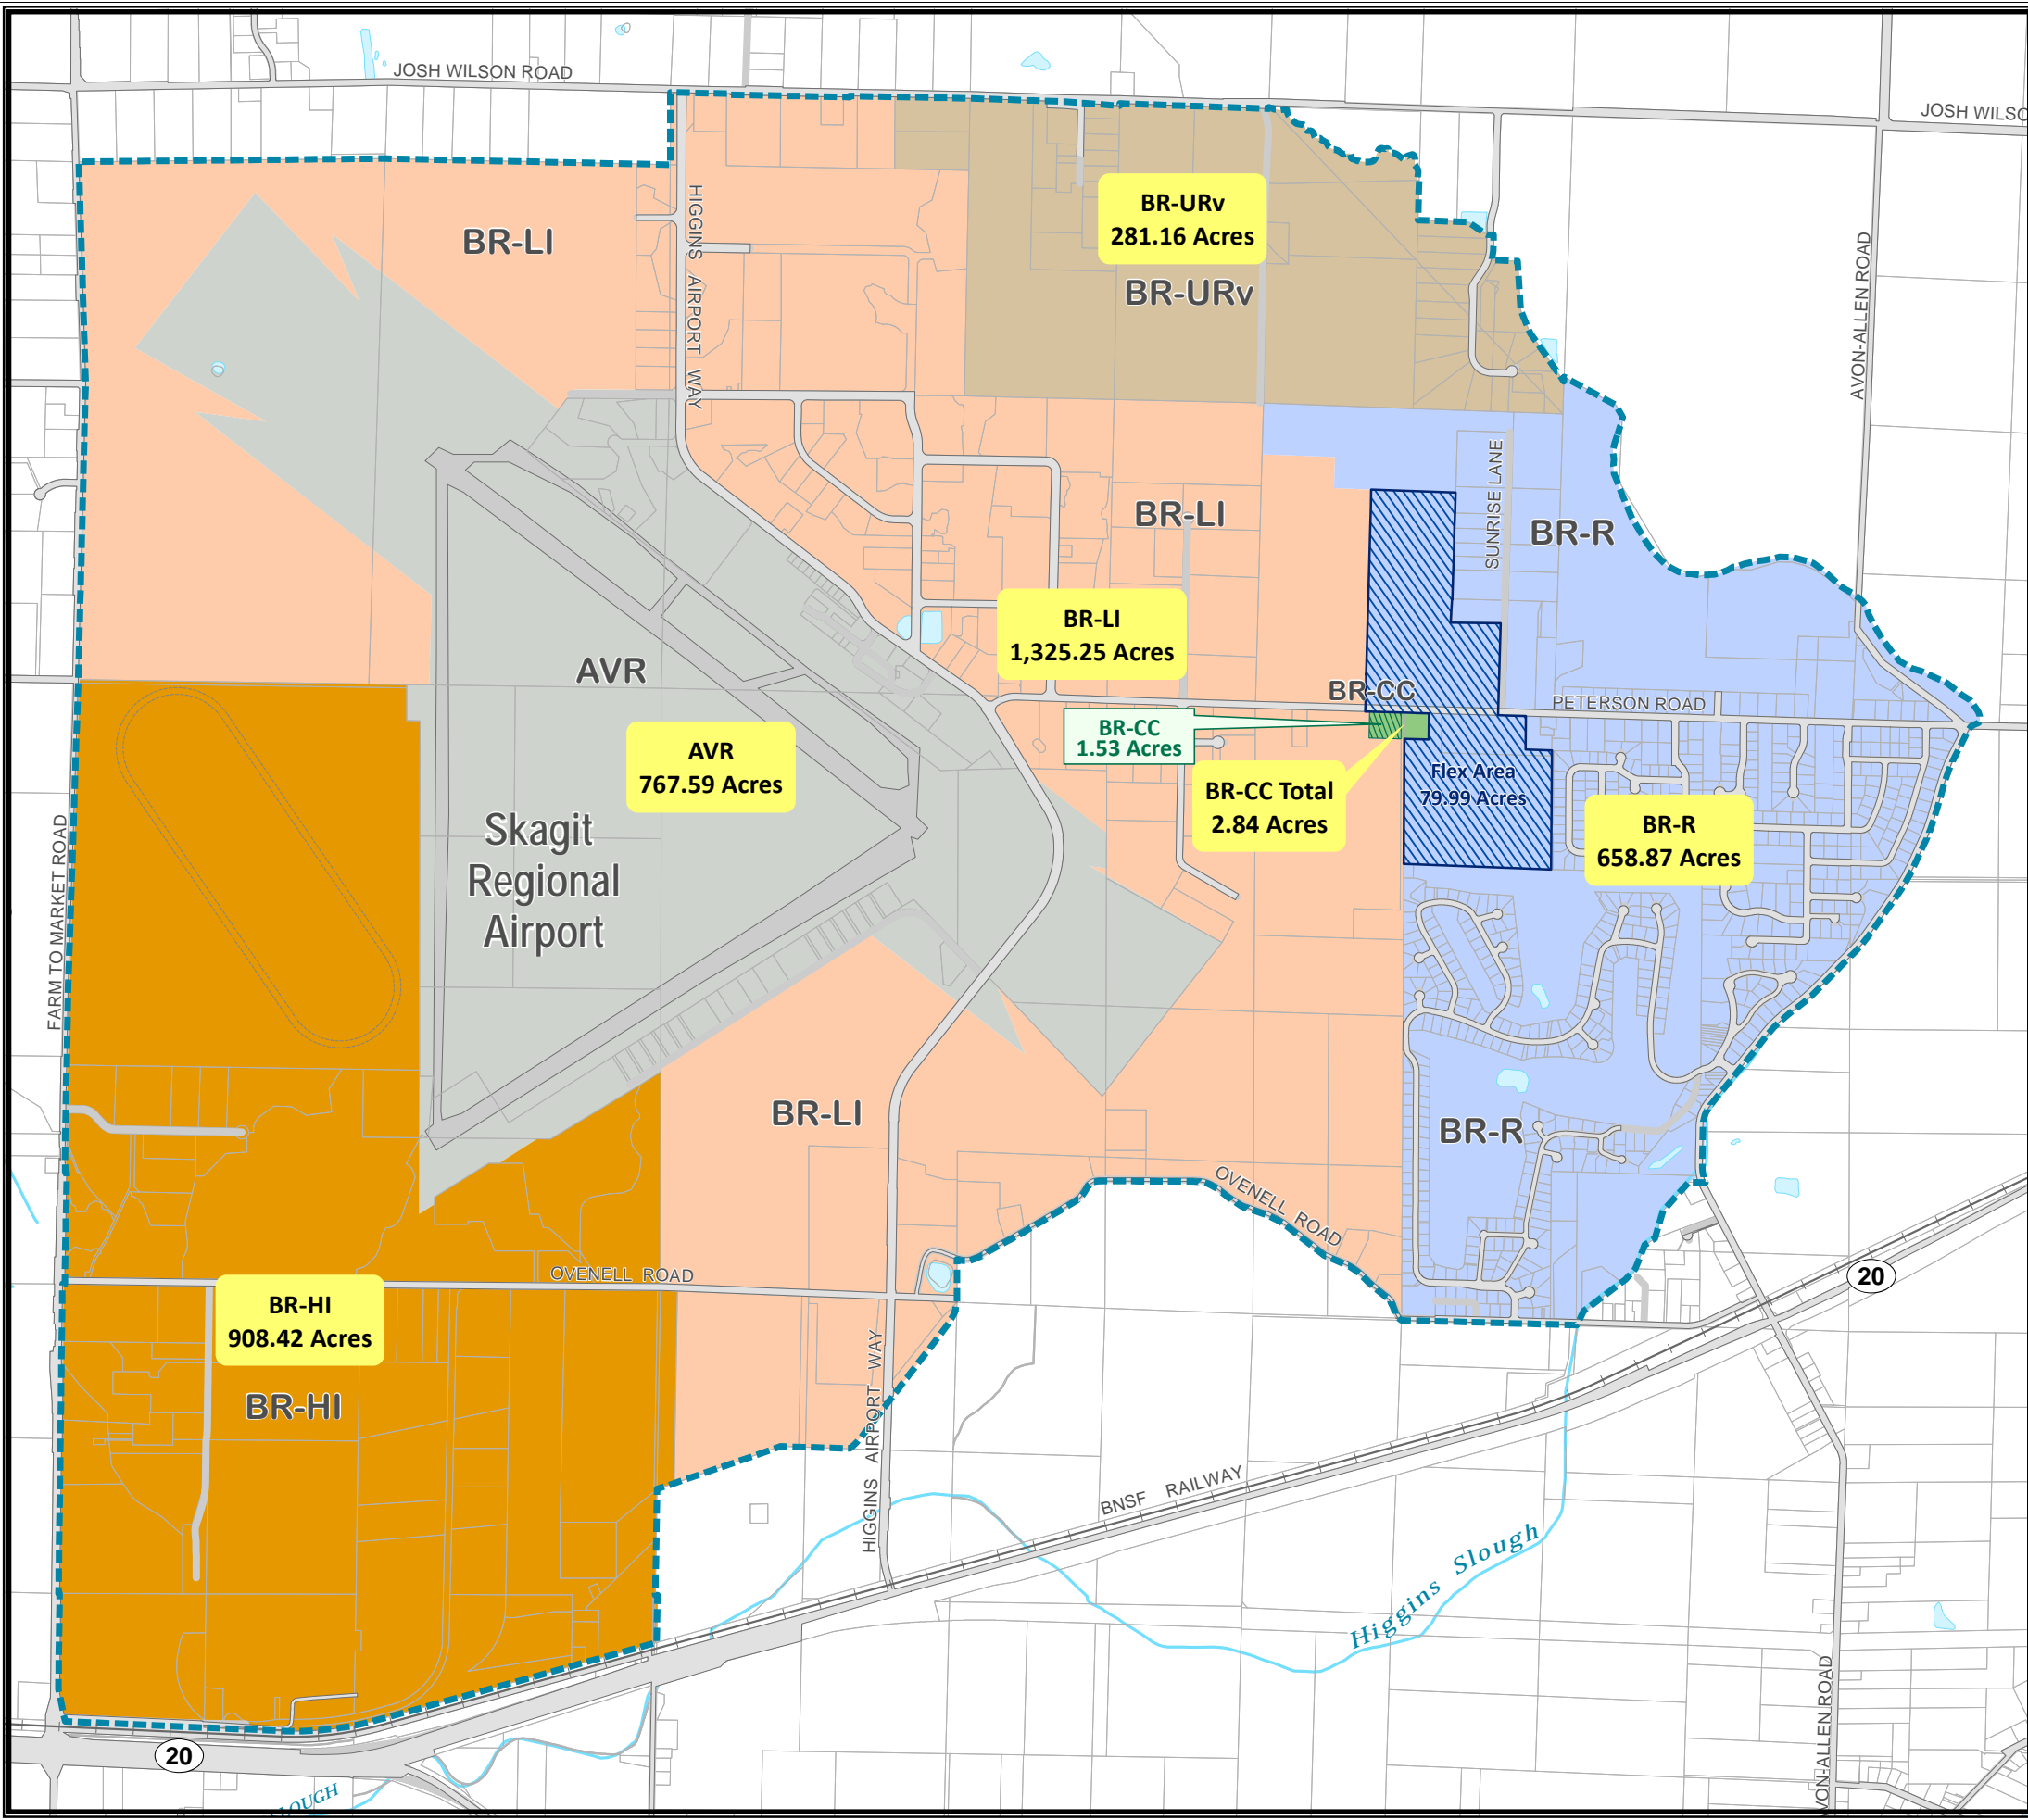 JOSH WILSON ROAD
JOSH WILSO
HIGGINS AIRPORT WAY
BR-LI
BR-URv
281.16 Acres
BR-URv
AVON-ALLEN ROAD
SUNRISE LANE
BR-LI
BR-R
BR-LI
1,325.25 Acres
AVR
BR-CC
PETERSON ROAD
BR-CC
1.53 Acres
AVR
767.59 Acres
BR-CC Total
2.84 Acres
Flex Area
79.99 Acres
BR-R
658.87 Acres
Skagit
Regional
Airport
FARM TO MARKET ROAD
BR-LI
BR-R
OVENELL ROAD
OVENELL ROAD
20
BR-HI
908.42 Acres
BR-HI
HIGGINS AIRPORT WAY
BNSF RAILWAY
Higgins Slough
VON-ALLEN ROAD
20
LOUGH